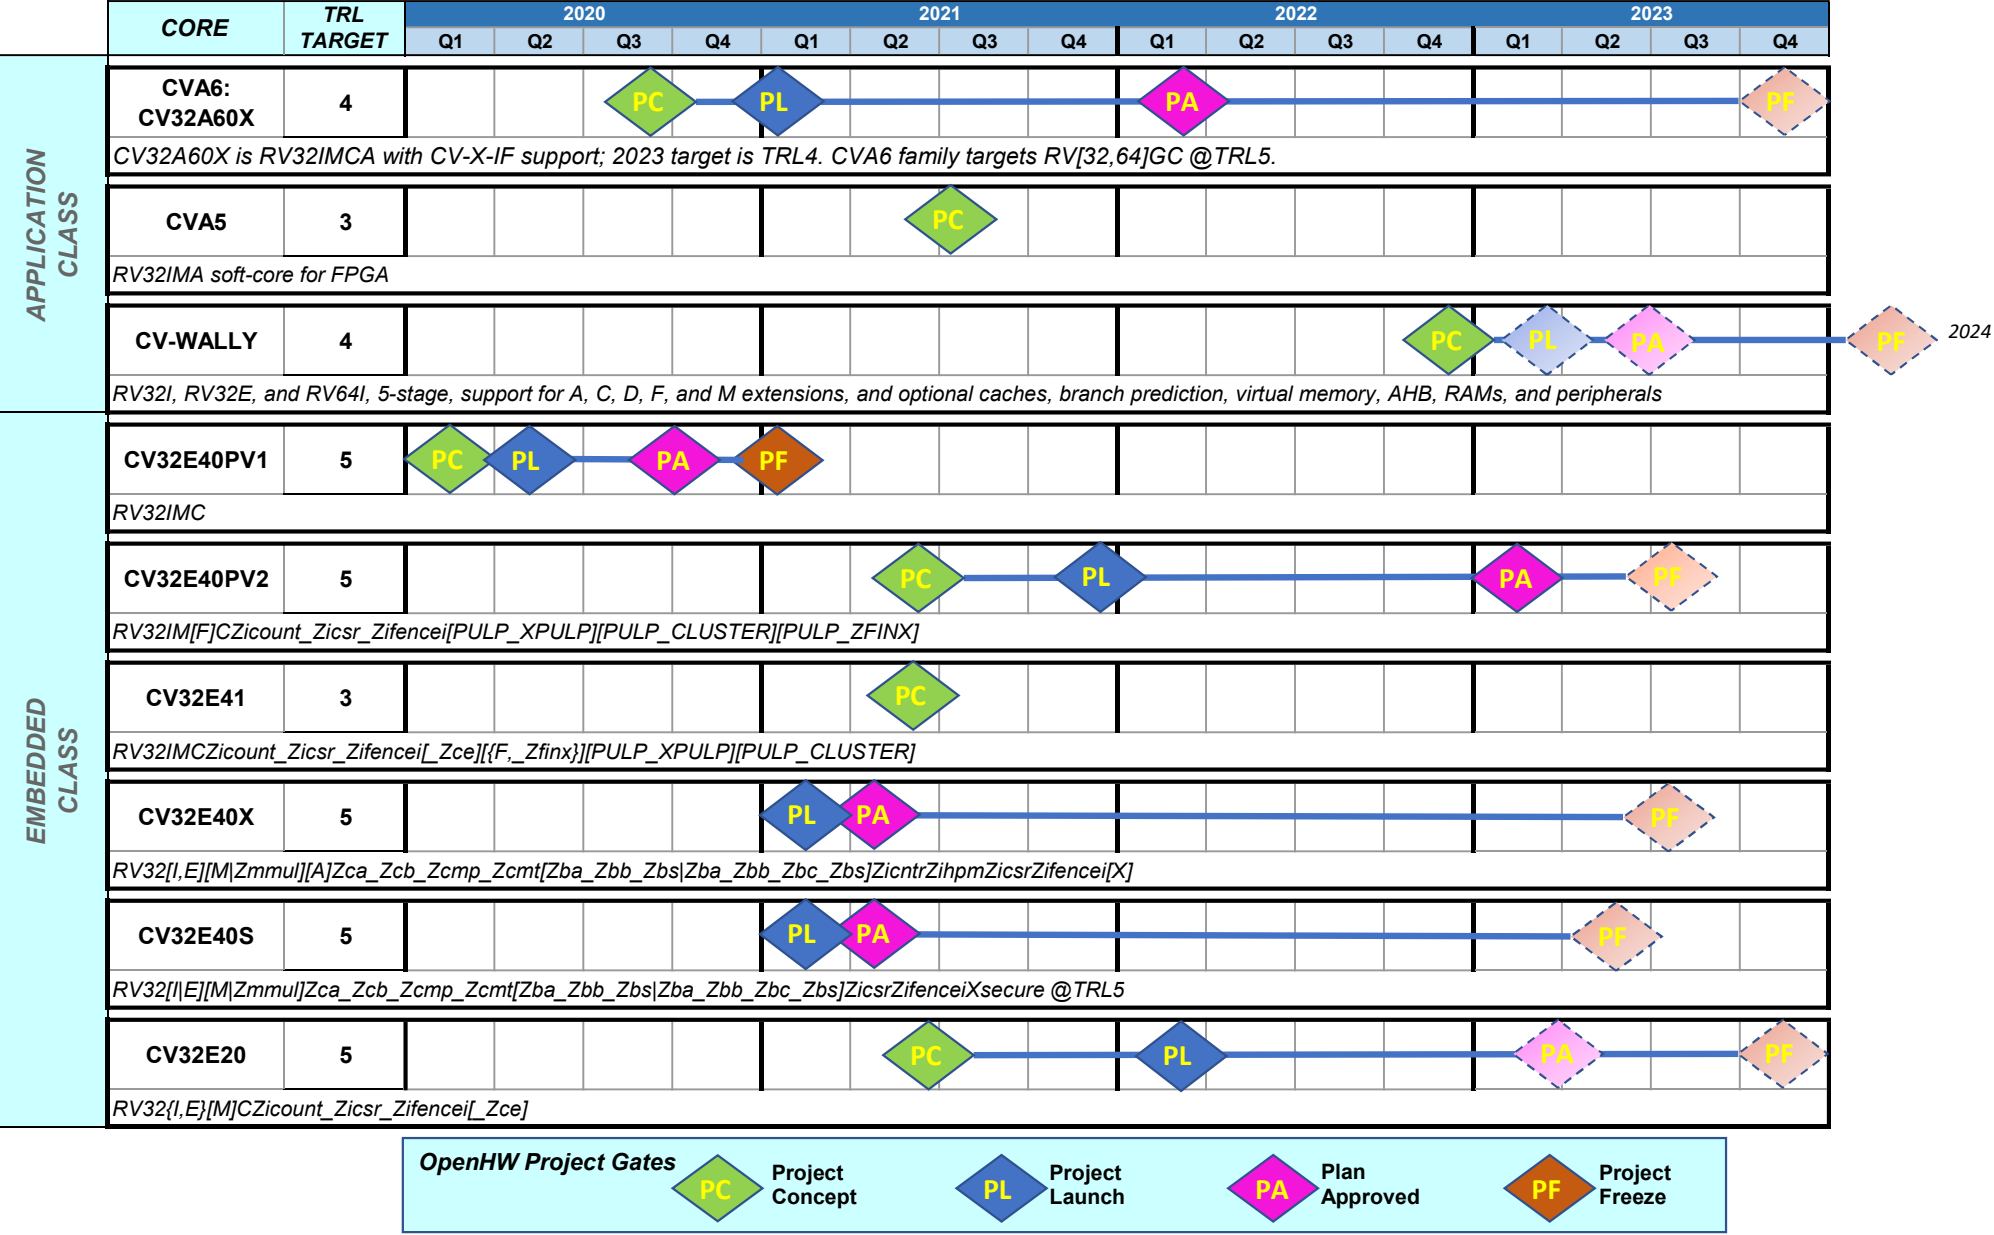 CORE
TRL
TARGET
2020
2021
2022
2023
Q1 Q2 Q3 Q4 Q1 Q2 Q3 Q4 Q1 Q2 Q3 Q4 Q1 Q2 Q3 Q4
APPLICATION
CLASS
CVA6:
CV32A60X
4
PC PL PA PF
CV32A60X is RV32IMCA with CV-X-IF support; 2023 target is TRL4. CVA6 family targets RV[32,64]GC @TRL5.
CVA5
3
PC
RV32IMA soft-core for FPGA
CV-WALLY
4
PC PL PA PF
2024
RV32I, RV32E, and RV64I, 5-stage, support for A, C, D, F, and M extensions, and optional caches, branch prediction, virtual memory, AHB, RAMs, and peripherals
EMBEDDED
CLASS
CV32E40PV1
5
PC PL PA PF
RV32IMC
CV32E40PV2
5
PC PL PA PF
RV32IM[F]CZicount_Zicsr_Zifencei[PULP_XPULP][PULP_CLUSTER][PULP_ZFINX]
CV32E41
3
PC
RV32IMCZicount_Zicsr_Zifencei[_Zce][{F,_Zfinx}][PULP_XPULP][PULP_CLUSTER]
CV32E40X
5
PL PA PF
RV32[I,E][M|Zmmul][A]Zca_Zcb_Zcmp_Zcmt[Zba_Zbb_Zbs|Zba_Zbb_Zbc_Zbs]ZicntrZihpmZicsrZifencei[X]
CV32E40S
5
PL PA PF
RV32[I|E][M|Zmmul]Zca_Zcb_Zcmp_Zcmt[Zba_Zbb_Zbs|Zba_Zbb_Zbc_Zbs]ZicsrZifenceiXsecure @TRL5
CV32E20
5
PC PL PA PF
RV32{I,E}[M]CZicount_Zicsr_Zifencei[_Zce]
OpenHW Project Gates
PC
Project
Concept
PL
Project
Launch
PA
Plan
Approved
PF
Project
Freeze